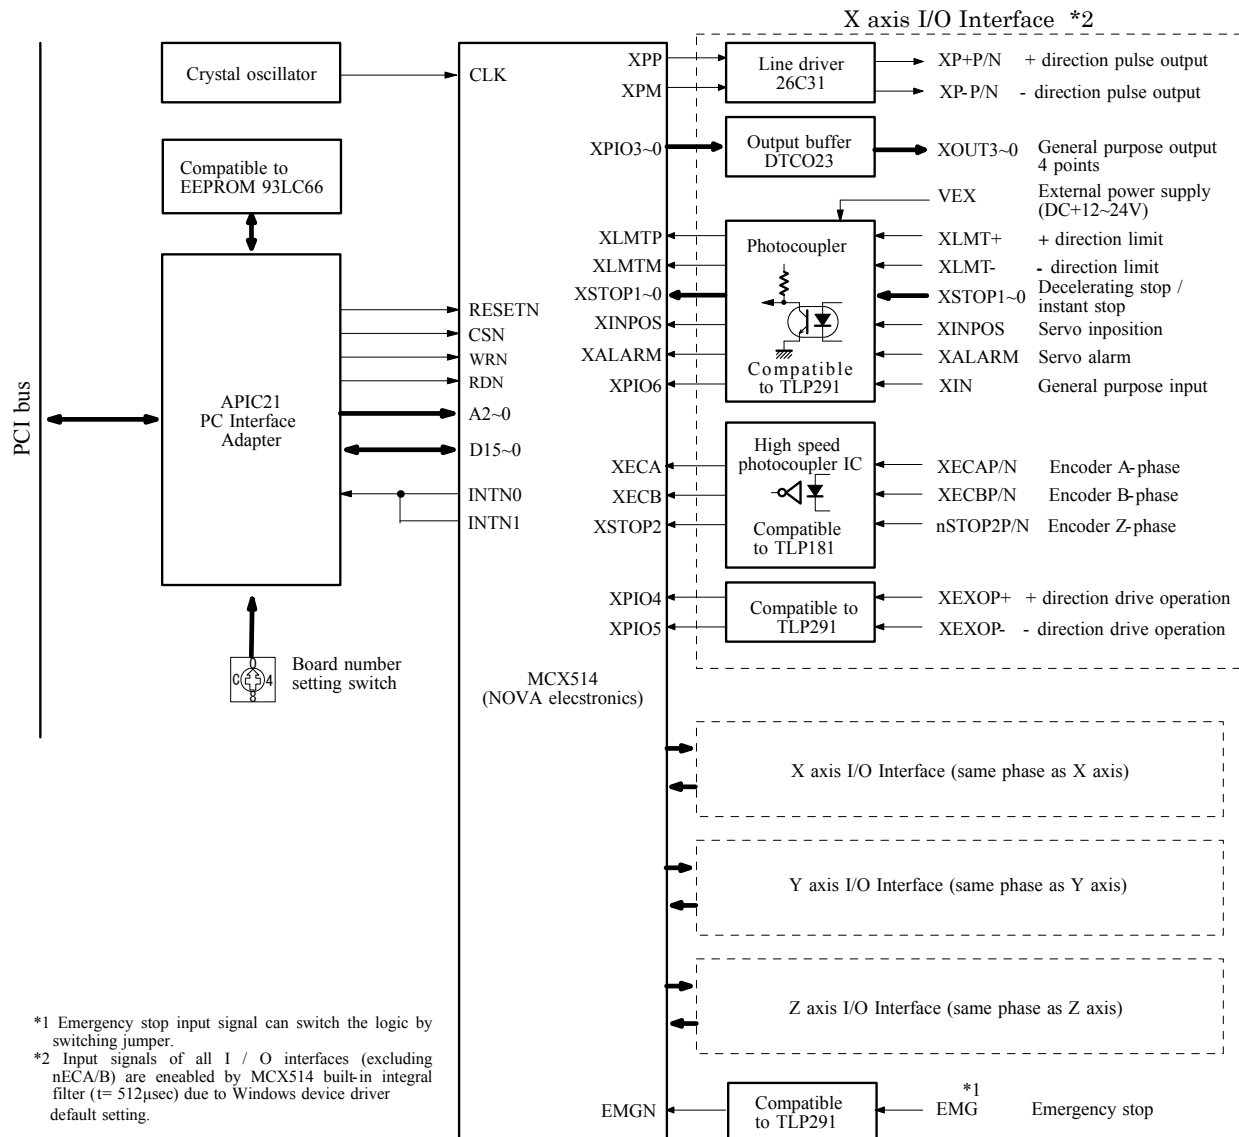 X axis I/O Interface *2
Crystal oscillator
CLK
XPP
XPM
Line driver
26C31
XP+P/N + direction pulse output
XP-P/N - direction pulse output
Compatible to
EEPROM 93LC66
XPIO3~0
Output buffer
DTCO23
XOUT3~0 General purpose output
4 points
VEX External power supply
(DC+12~24V)
XLMTP
XLMTM
XSTOP1~0
XINPOS
XALARM
XPIO6
Photocoupler
Compatible
to TLP291
XLMT+ + direction limit
XLMT- - direction limit
XSTOP1~0 Decelerating stop /
instant stop
XINPOS Servo inposition
XALARM Servo alarm
XIN General purpose input
PCI bus
APIC21
PC Interface
Adapter
RESETN
CSN
WRN
RDN
A2~0
D15~0
INTN0
INTN1
XECA
XECB
XSTOP2
High speed
photocoupler IC
Compatible
to TLP181
XECAP/N Encoder A-phase
XECBP/N Encoder B-phase
nSTOP2P/N Encoder Z-phase
XPIO4
XPIO5
Compatible to
TLP291
XEXOP+ + direction drive operation
XEXOP- - direction drive operation
0
C 4
8
Board number
setting switch
MCX514
(NOVA elecstronics)
X axis I/O Interface (same phase as X axis)
Y axis I/O Interface (same phase as Y axis)
Z axis I/O Interface (same phase as Z axis)
*1 Emergency stop input signal can switch the logic by
switching jumper.
*2 Input signals of all I / O interfaces (excluding
nECA/B) are eneabled by MCX514 built-in integral
filter (t= 512μsec) due to Windows device driver
default setting.
EMGN
Compatible
to TLP291
*1
EMG Emergency stop